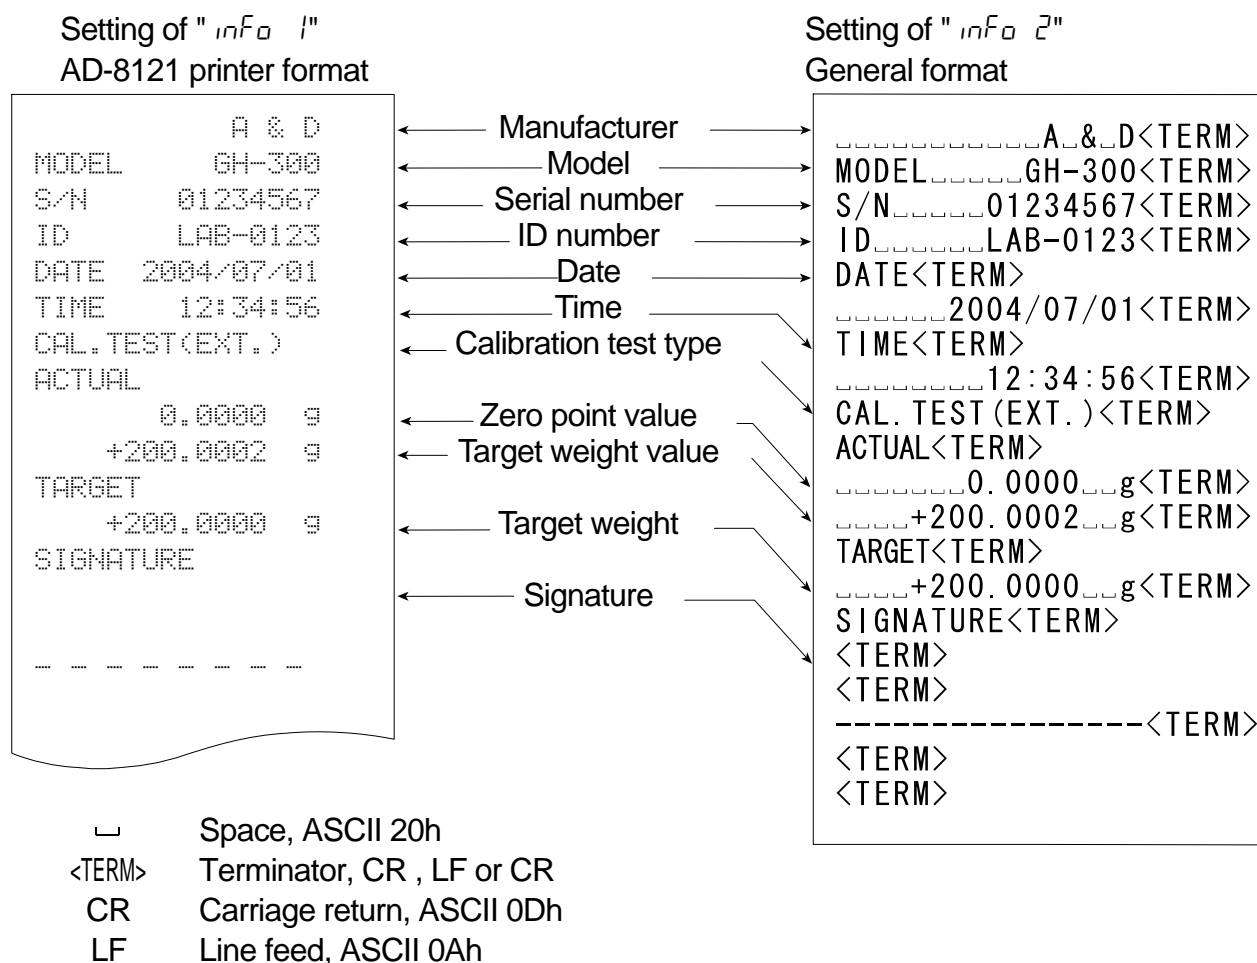 Setting of " inFo 1"
AD-8121 printer format
A & D
MODEL GH-300
S/N 01234567
ID LAB-0123
DATE 2004/07/01
TIME 12:34:56
CAL.TEST(EXT.)
ACTUAL
0.0000 g
+200.0002 g
TARGET
+200.0000 g
SIGNATURE
_ _ _ _ _ _ _ _
Manufacturer
Model
Serial number
ID number
Date
Time
Calibration test type
Zero point value
Target weight value
Target weight
Signature
Setting of " inFo 2"
General format
␣␣␣␣␣␣␣␣␣␣␣A␣&␣D<TERM>
MODEL␣␣␣␣␣GH-300<TERM>
S/N␣␣␣␣␣01234567<TERM>
ID␣␣␣␣␣␣LAB-0123<TERM>
DATE<TERM>
␣␣␣␣␣␣2004/07/01<TERM>
TIME<TERM>
␣␣␣␣␣␣␣␣12:34:56<TERM>
CAL.TEST(EXT.)<TERM>
ACTUAL<TERM>
␣␣␣␣␣␣␣0.0000␣␣g<TERM>
␣␣␣␣+200.0002␣␣g<TERM>
TARGET<TERM>
␣␣␣␣+200.0000␣␣g<TERM>
SIGNATURE<TERM>
<TERM>
<TERM>
----------------<TERM>
<TERM>
<TERM>
␣ Space, ASCII 20h
<TERM> Terminator, CR , LF or CR
CR Carriage return, ASCII 0Dh
LF Line feed, ASCII 0Ah